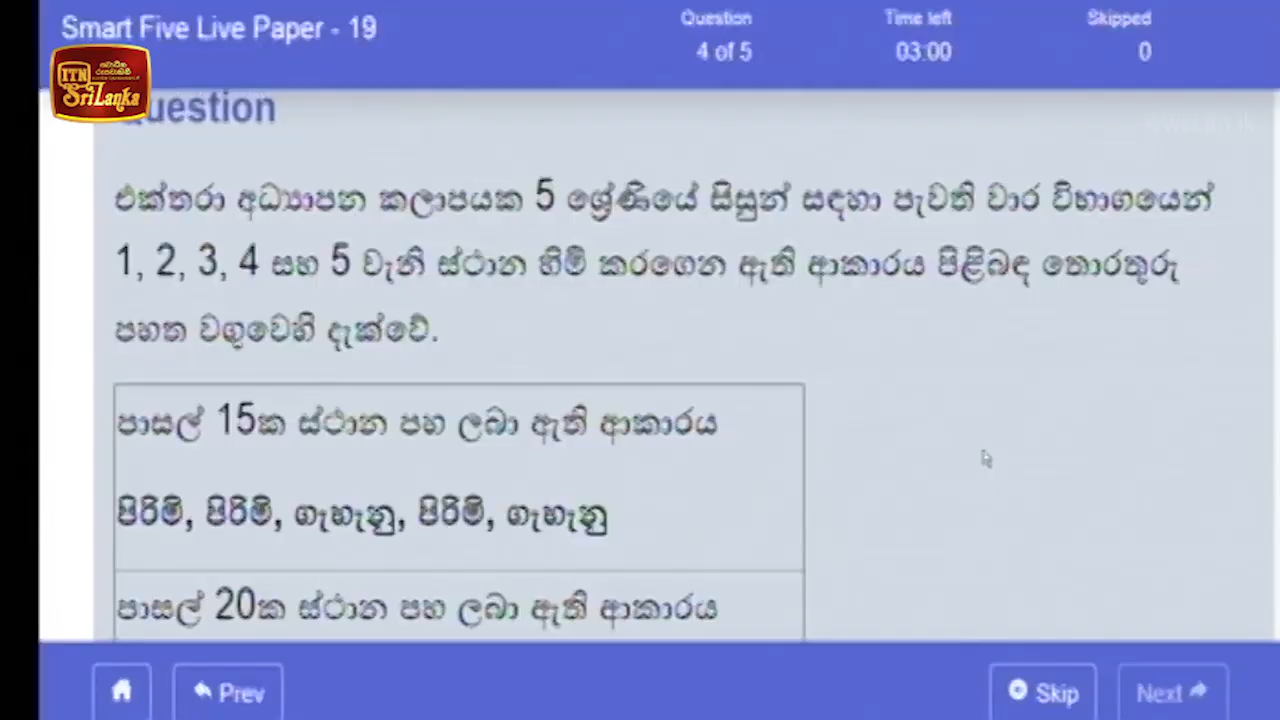 Smart Five Live Paper - 19
Question
4 of 5
Time left
03:00
Skipped
0
ITN
Sri Lanka
uestion
එක්තරා අධ්‍යාපන කලාපයක 5 ශ්‍රේණියේ සිසුන් සඳහා පැවති වාර විභාගයෙන්
1, 2, 3, 4 සහ 5 වැනි ස්ථාන හිමි කරගෙන ඇති ආකාරය පිළිබඳ තොරතුරු
පහත වගුවෙහි දැක්වේ.
පාසල් 15ක ස්ථාන පහ ලබා ඇති ආකාරය
පිරිමි, පිරිමි, ගැහැනු, පිරිමි, ගැහැනු
පාසල් 20ක ස්ථාන පහ ලබා ඇති ආකාරය
Prev
Skip
Next